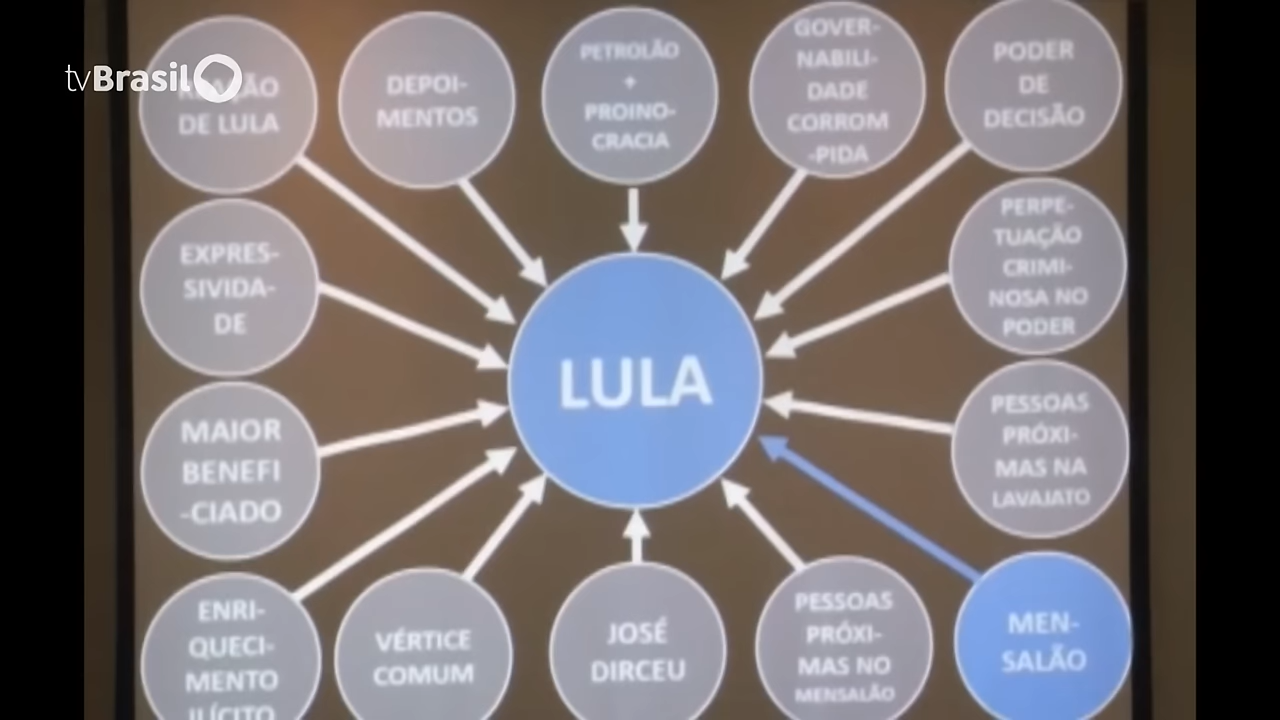 tvBrasil
DE LULA
DEPOI-
MENTOS
PETROLÃO
+
PROINO-
CRACIA
GOVER-
NABILI-
DADE
CORROM
-PIDA
PODER
DE
DECISÃO
EXPRES-
SIVIDA-
DE
PERPE-
TUAÇÃO
CRIMI-
NOSA NO
PODER
LULA
MAIOR
BENEFI
-CIADO
PESSOAS
PRÓXI-
MAS NA
LAVAJATO
ENRI-
QUECI-
MENTO
ILÍCITO
VÉRTICE
COMUM
JOSÉ
DIRCEU
PESSOAS
PRÓXI-
MAS NO
MENSALÃO
MEN-
SALÃO